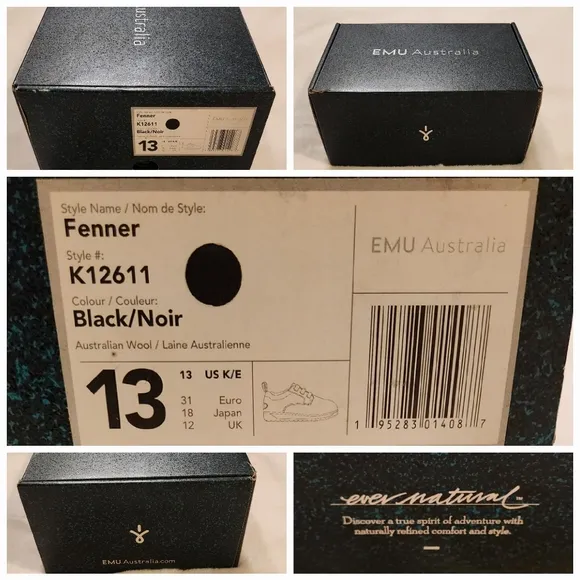 Australia
Fenner
K12611
Black/Noir
13
EMU Australia
Style Name / Nom de Style:
Fenner
Style #:
K12611
Colour / Couleur:
Black/Noir
Australian Wool / Laine Australienne
13
13 US K/E
31 Euro
18 Japan
12 UK
EMU Australia
1 95283 01408 7
EMU Australia.com
ever natural™
Discover a true spirit of adventure with
naturally refined comfort and style.